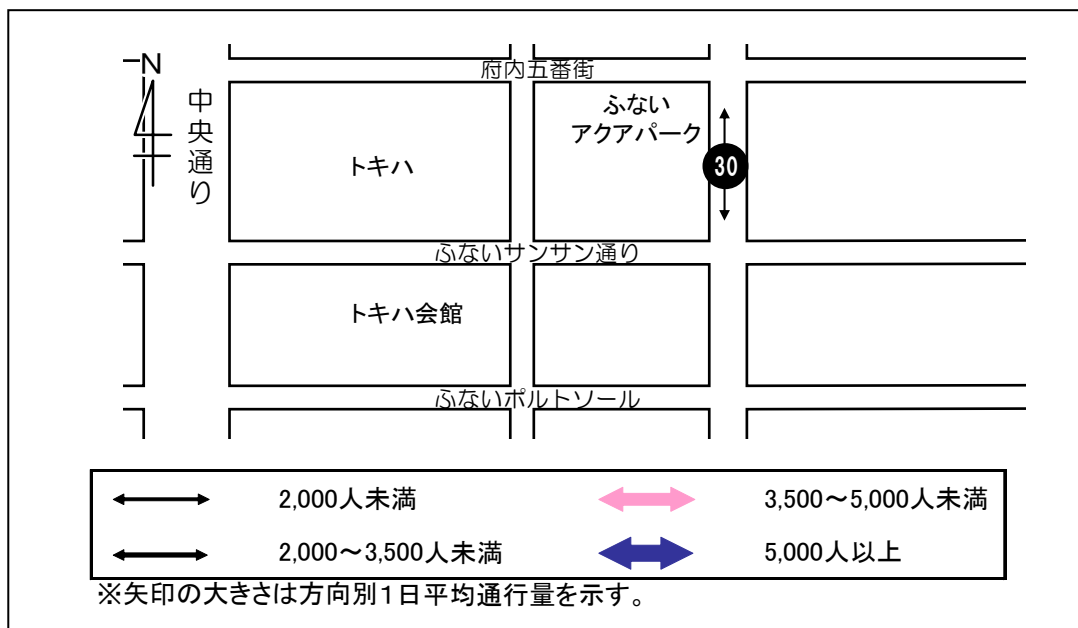 N
府内五番街
中央通り
ふない
アクアパーク
トキハ
30
ふないサンサン通り
トキハ会館
ふないポルトソール
2,000人未満
3,500～5,000人未満
2,000～3,500人未満
5,000人以上
※矢印の大きさは方向別1日平均通行量を示す。